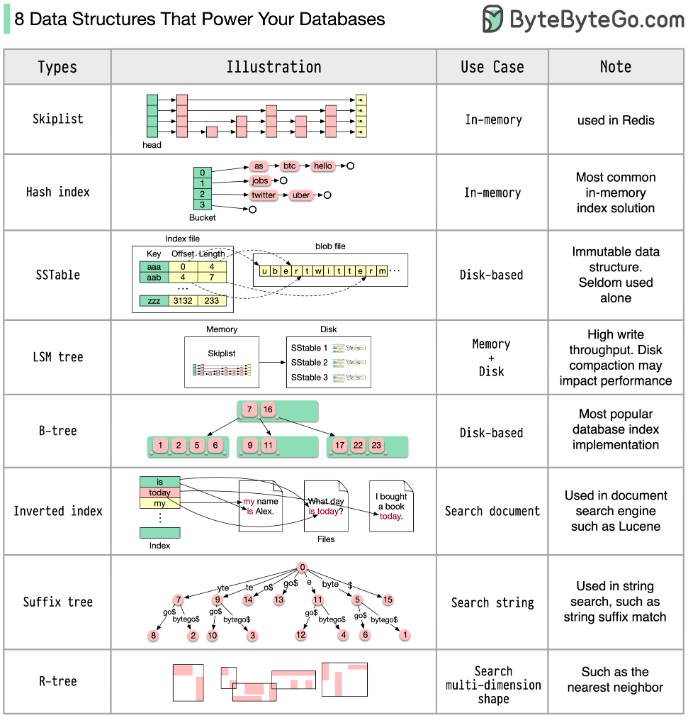 8 Data Structures That Power Your Databases
ByteByteGo.com
Types Illustration Use Case Note
Skiplist
head
In-memory
used in Redis
Hash index
0 as btc hello
1 jobs
2 twitter uber
3
Bucket
In-memory
Most common
in-memory
index solution
SSTable
Index file
Key Offset Length
aaa 0 4
aab 4 7
...
zzz 3132 233
blob file
u b e r t w i t t e r m ...
Disk-based
Immutable data
structure.
Seldom used
alone
LSM tree
Memory
Skiplist
Disk
SSTable 1
SSTable 2
SSTable 3
Memory
+
Disk
High write
throughput. Disk
compaction may
impact performance
B-tree
7 16
1 2 5 6 9 11 17 22 23
Disk-based
Most popular
database index
implementation
Inverted index
is
today
my
Index
my name
is Alex.
What day
is today?
I bought
a book
today.
Files
Search document
Used in document
search engine
such as Lucene
Suffix tree
0
yte te o$ go$ e byte $
7 9 14 13 11 5 15
go$ bytego$ go$ bytego$ go$ bytego$ go$ bytego$
8 2 10 3 12 4 6 1
Search string
Used in string
search, such as
string suffix match
R-tree
Search
multi-dimension
shape
Such as the
nearest neighbor